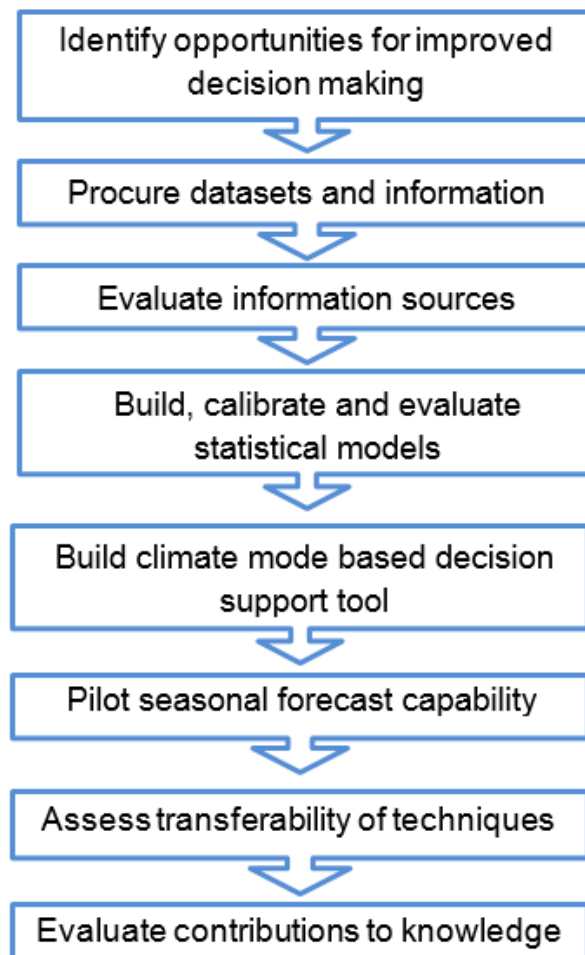 Identify opportunities for improved
decision making
Procure datasets and information
Evaluate information sources
Build, calibrate and evaluate
statistical models
Build climate mode based decision
support tool
Pilot seasonal forecast capability
Assess transferability of techniques
Evaluate contributions to knowledge